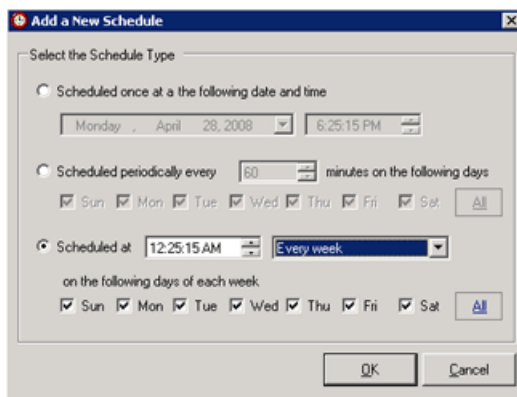 Add a New Schedule
Select the Schedule Type
Scheduled once at a the following date and time
Monday , April 28, 2008 6:25:15 PM
Scheduled periodically every 60 minutes on the following days
Sun Mon Tue Wed Thu Fri Sat All
Scheduled at 12:25:15 AM Every week
on the following days of each week
Sun Mon Tue Wed Thu Fri Sat All
OK Cancel